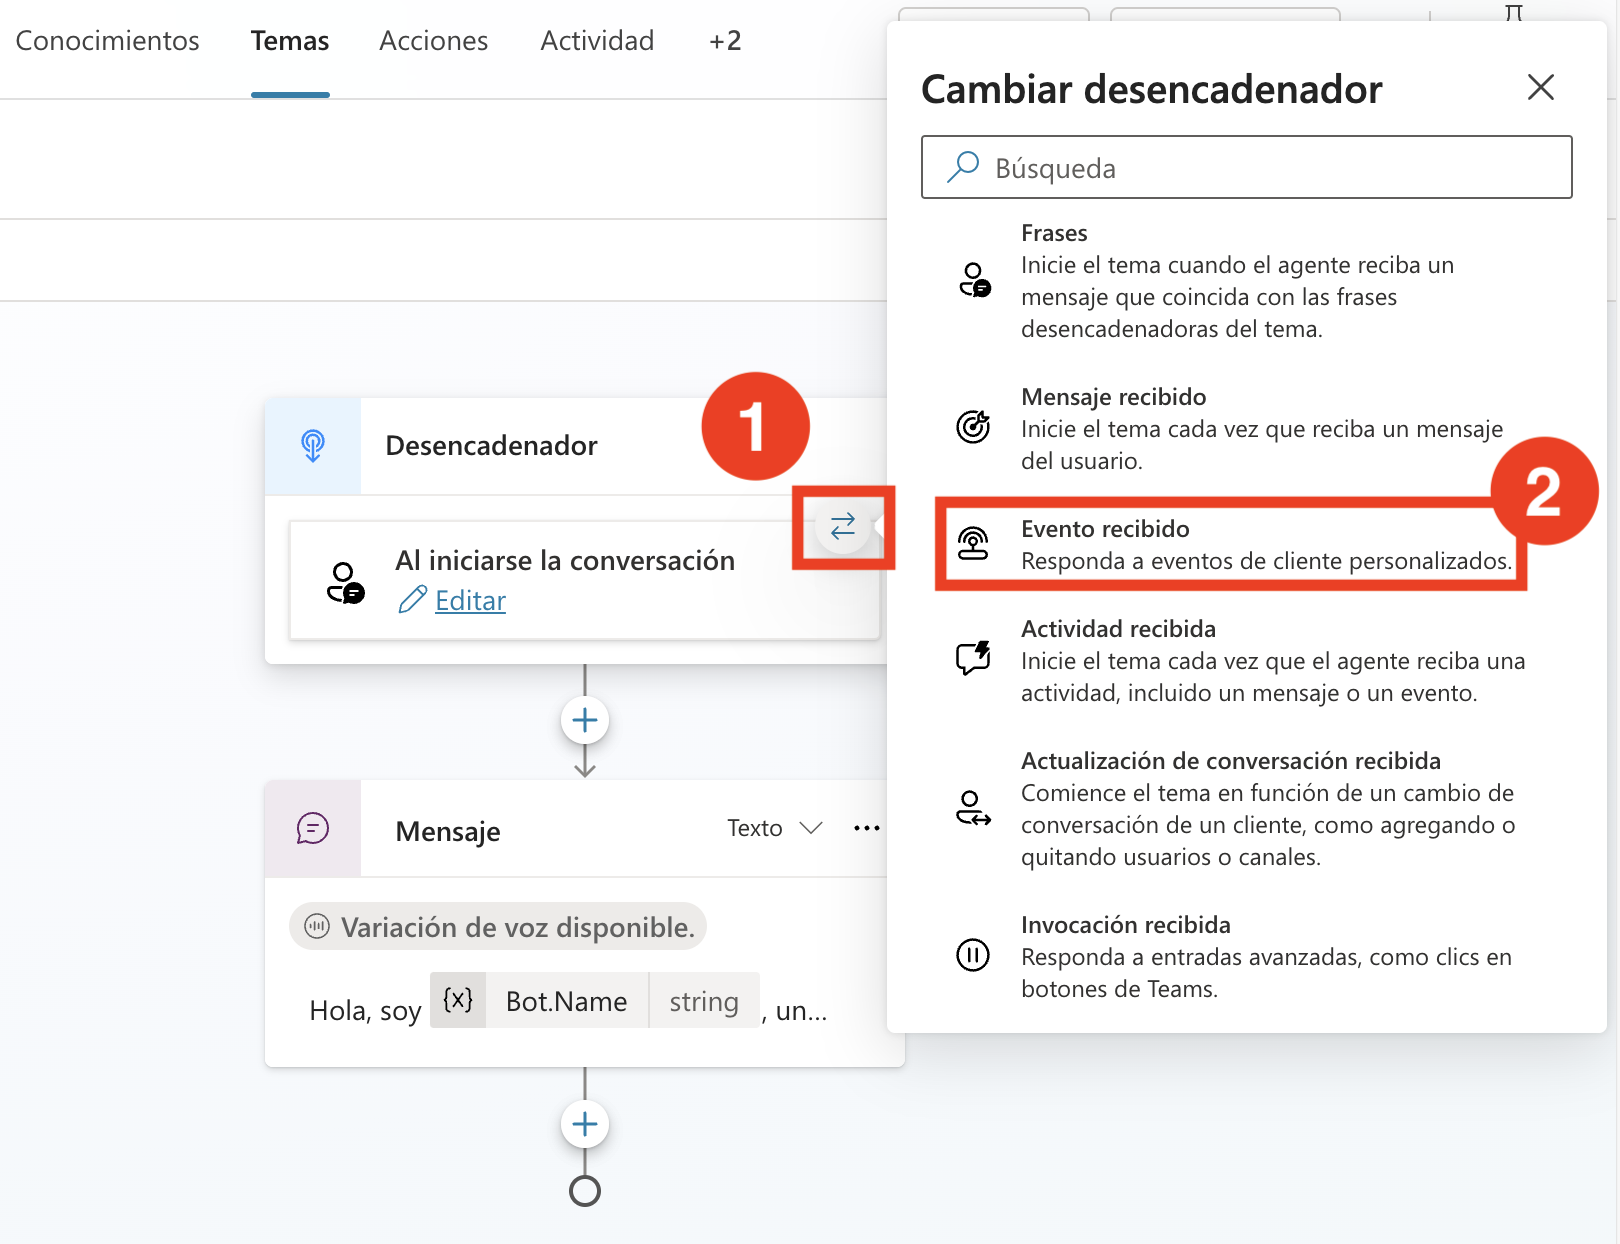 Conocimientos Temas Acciones Actividad +2
Desencadenador
1
Al iniciarse la conversación
Editar
Mensaje Texto
Variación de voz disponible.
Hola, soy {x} Bot.Name string , un...
Cambiar desencadenador
Búsqueda
Frases
Inicie el tema cuando el agente reciba un
mensaje que coincida con las frases
desencadenadoras del tema.
Mensaje recibido
Inicie el tema cada vez que reciba un mensaje
del usuario.
2
Evento recibido
Responda a eventos de cliente personalizados.
Actividad recibida
Inicie el tema cada vez que el agente reciba una
actividad, incluido un mensaje o un evento.
Actualización de conversación recibida
Comience el tema en función de un cambio de
conversación de un cliente, como agregando o
quitando usuarios o canales.
Invocación recibida
Responda a entradas avanzadas, como clics en
botones de Teams.